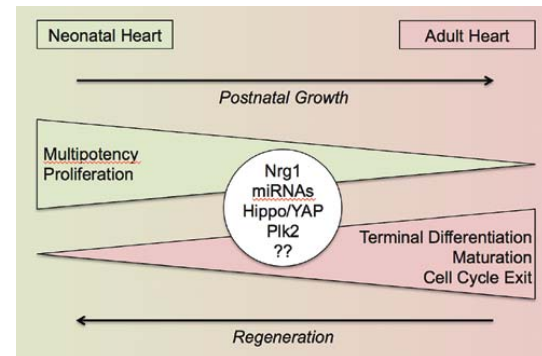 Neonatal Heart
Adult Heart
Postnatal Growth
Multipotency
Proliferation
Nrg1
miRNAs
Hippo/YAP
Plk2
??
Terminal Differentiation
Maturation
Cell Cycle Exit
Regeneration